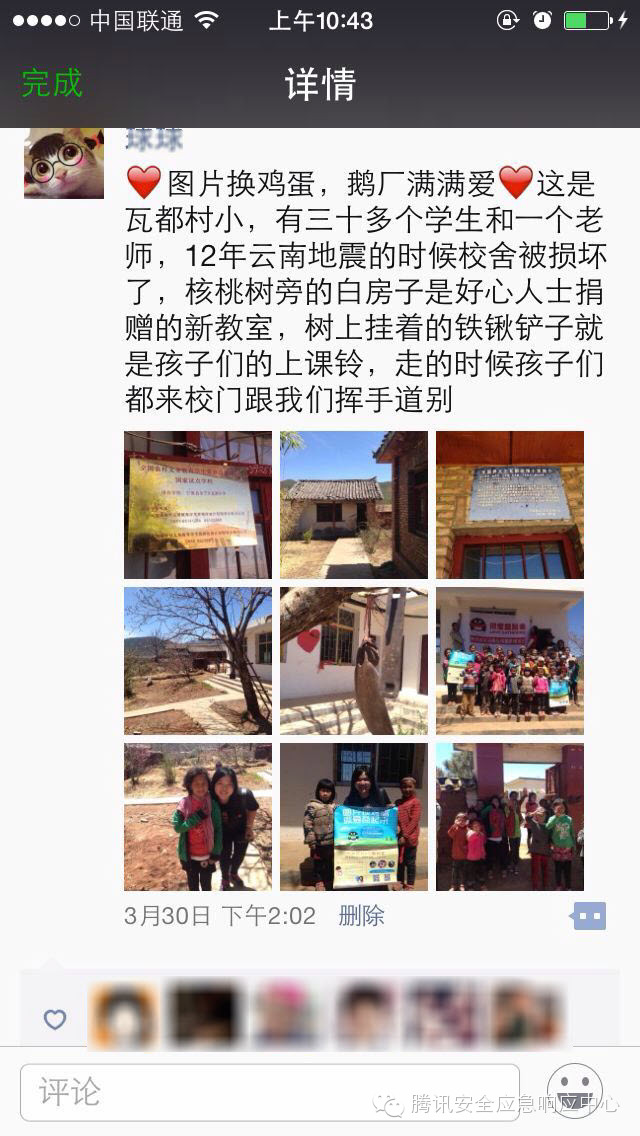 中国联通
上午10:43
完成
详情
球球
❤️图片换鸡蛋，鹅厂满满爱❤️这是
瓦都村小，有三十多个学生和一个老
师，12年云南地震的时候校舍被损坏
了，核桃树旁的白房子是好心人士捐
赠的新教室，树上挂着的铁锹铲子就
是孩子们的上课铃，走的时候孩子们
都来校门跟我们挥手道别
国家试点学校
3月30日 下午2:02
删除
评论
腾讯安全应急响应中心